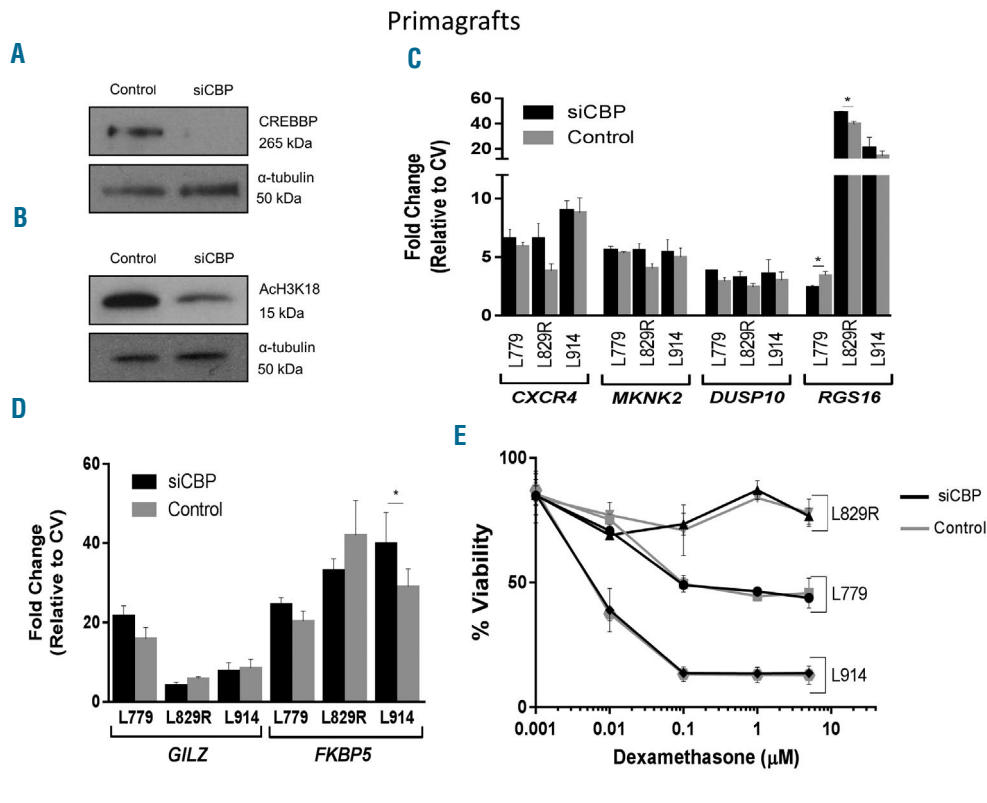 Primagrafts
A
Control siCBP
CREBBP
265 kDa
α-tubulin
50 kDa
B
Control siCBP
AcH3K18
15 kDa
α-tubulin
50 kDa
C
Fold Change
(Relative to CV)
60
40
20
10
5
0
siCBP
Control
*
*
L779 L829R L914 L779 L829R L914 L779 L829R L914 L779 L829R L914
CXCR4 MKNK2 DUSP10 RGS16
D
Fold Change
(Relative to CV)
60
40
20
0
siCBP
Control
*
L779 L829R L914 L779 L829R L914
GILZ FKBP5
E
% Viability
100
50
0
L829R
L779
L914
siCBP
Control
0.001 0.01 0.1 1 10
Dexamethasone (μM)